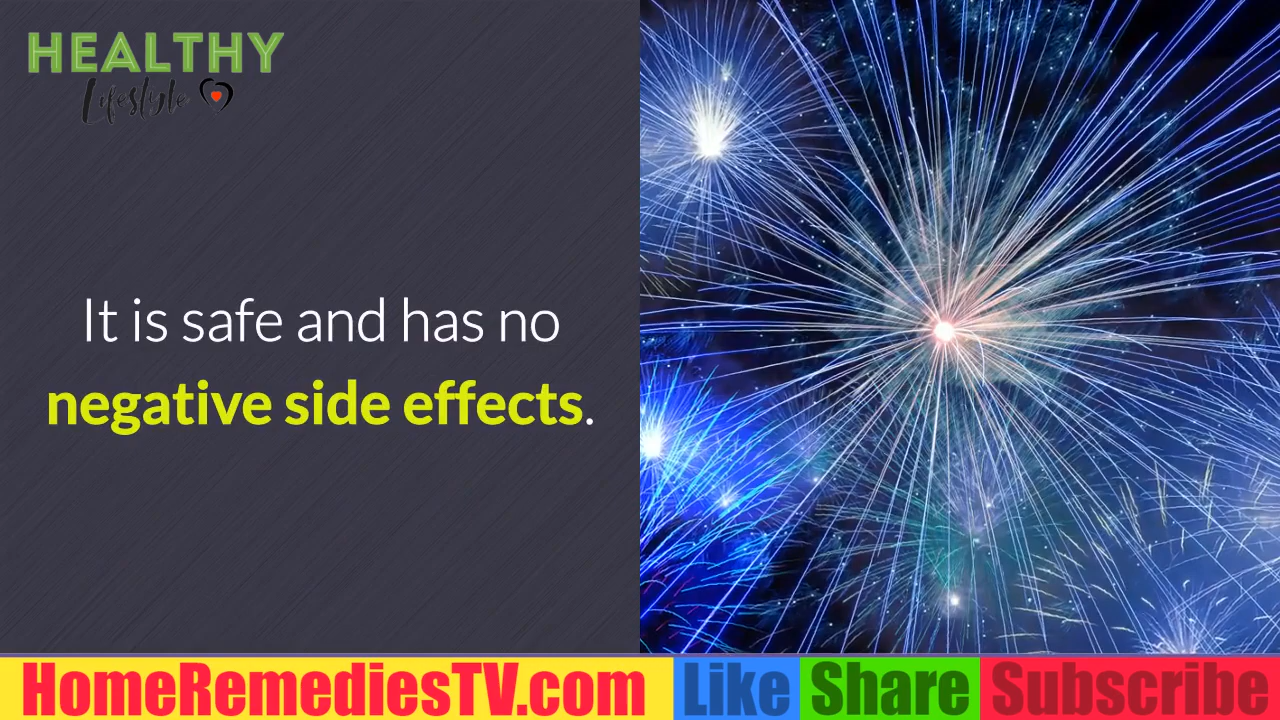 HEALTHY
Lifestyle
It is safe and has no
negative side effects.
HomeRemediesTV.com Like Share Subscribe